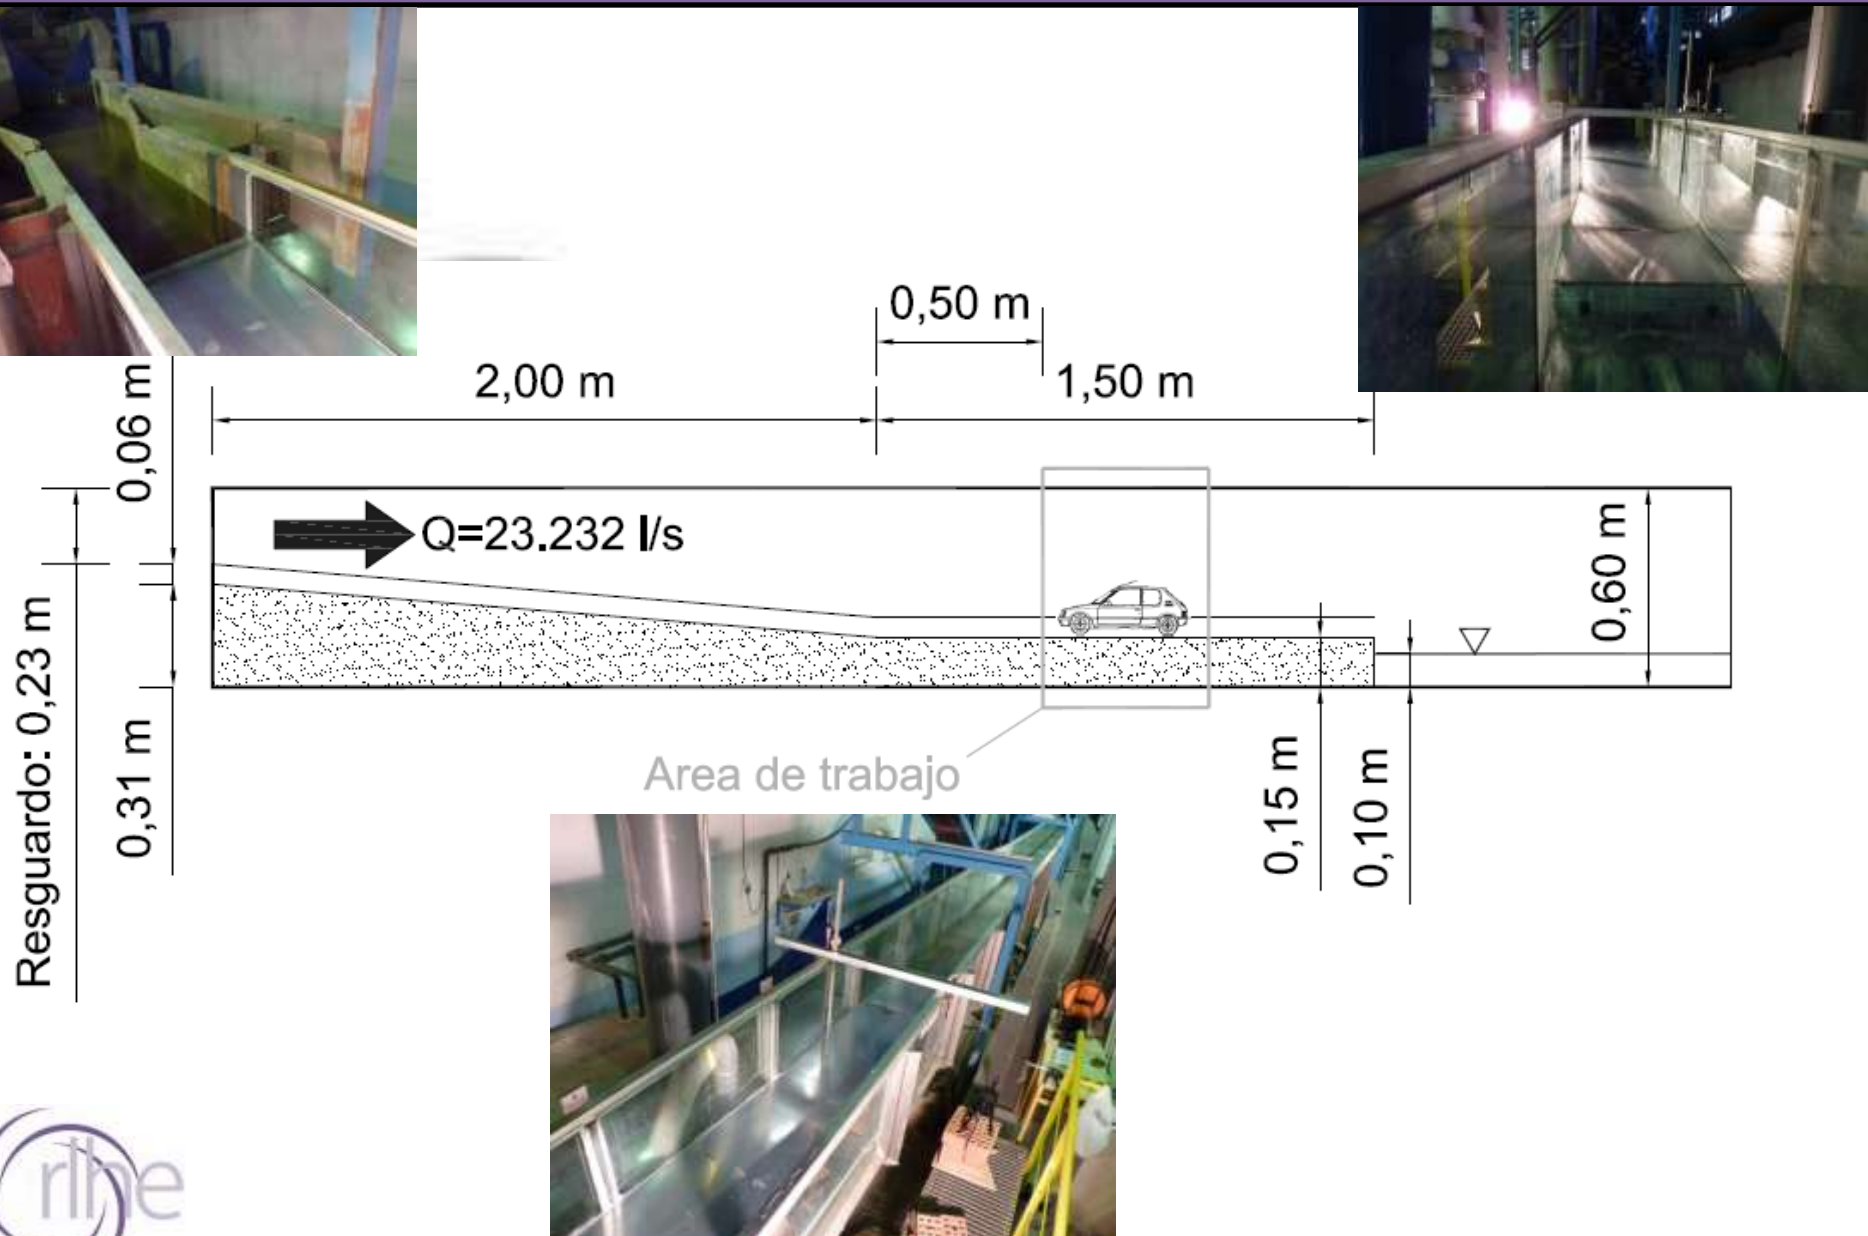 0,50 m
2,00 m
1,50 m
0,06 m
Q=23.232 l/s
0,60 m
Resguardo: 0,23 m
0,31 m
Area de trabajo
0,15 m
0,10 m
rlhe